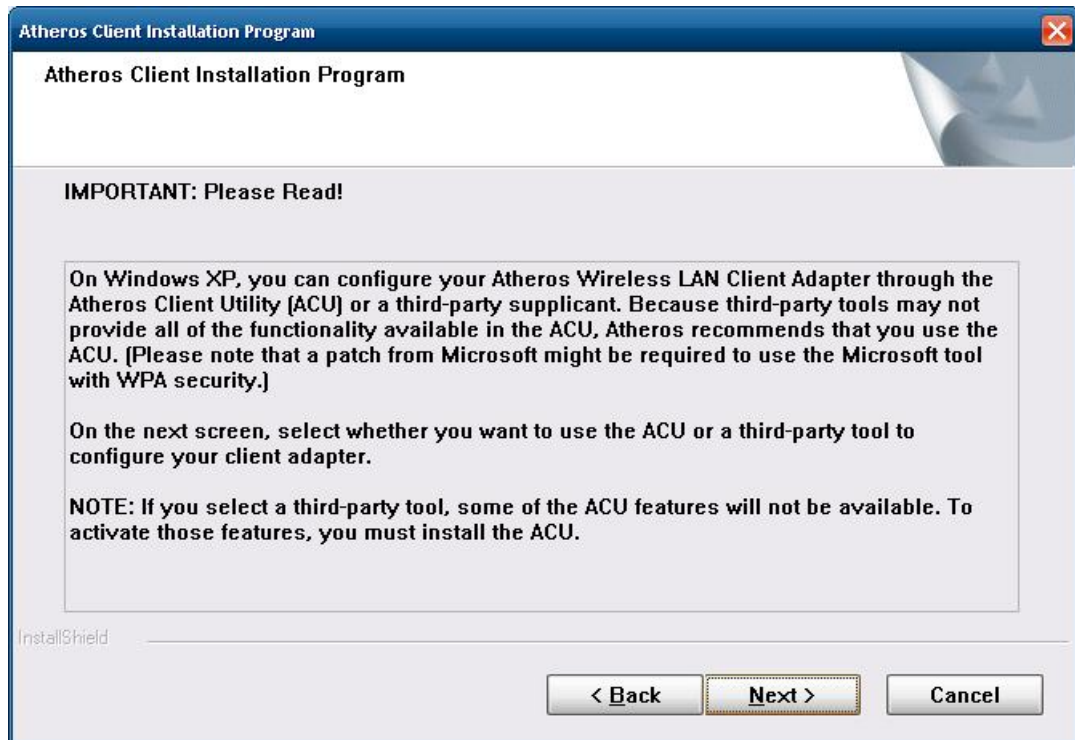 Atheros Client Installation Program
Atheros Client Installation Program
IMPORTANT: Please Read!
On Windows XP, you can configure your Atheros Wireless LAN Client Adapter through the
Atheros Client Utility (ACU) or a third-party supplicant. Because third-party tools may not
provide all of the functionality available in the ACU, Atheros recommends that you use the
ACU. (Please note that a patch from Microsoft might be required to use the Microsoft tool
with WPA security.)
On the next screen, select whether you want to use the ACU or a third-party tool to
configure your client adapter.
NOTE: If you select a third-party tool, some of the ACU features will not be available. To
activate those features, you must install the ACU.
InstallShield
< Back Next > Cancel